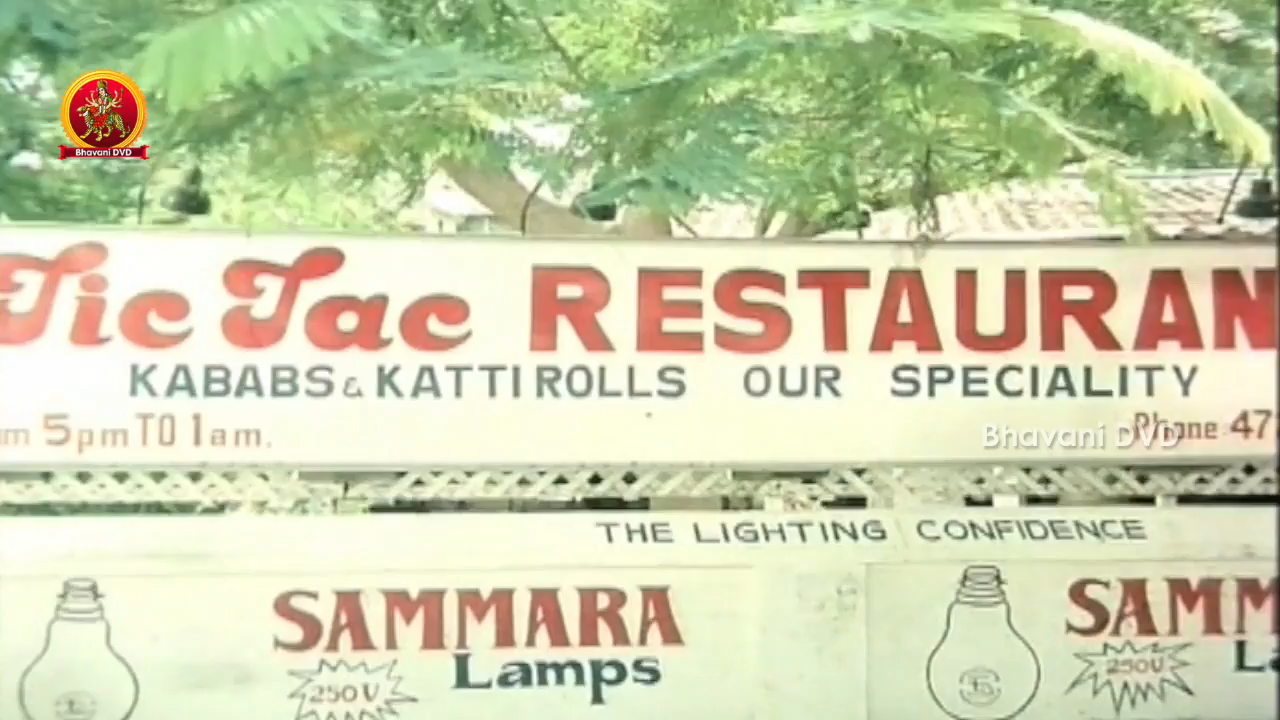 Bhavani DVD
Tic Tac RESTAURAN
KABABS & KATTI ROLLS OUR SPECIALITY
m 5pm TO 1am.
Phone 47
Bhavani DVD
THE LIGHTING CONFIDENCE
SAMMARA
Lamps
250V
SAMM
L
250V